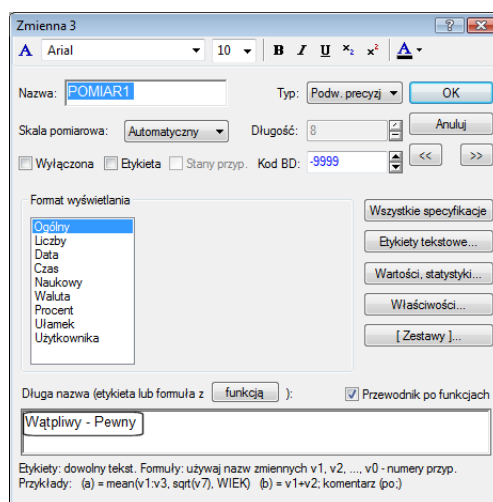 Zmienna 3
A Arial 10 B I U x₂ x² A
Nazwa: POMIAR1 Typ: Podw. precyzj OK
Skala pomiarowa: Automatyczny Długość: 8 Anuluj
Wyłączona Etykieta Stany przyp. Kod BD: -9999 << >>
Format wyświetlania
Ogólny
Liczby
Data
Czas
Naukowy
Waluta
Procent
Ułamek
Użytkownika
Wszystkie specyfikacje
Etykiety tekstowe...
Wartości, statystyki...
Właściwości...
[ Zestawy ]...
Długa nazwa (etykieta lub formuła z funkcją ): Przewodnik po funkcjach
Wątpliwy - Pewny
Etykiety: dowolny tekst. Formuły: używaj nazw zmiennych v1, v2, ..., v0 - numery przyp.
Przykłady: (a) = mean(v1:v3, sqrt(v7), WIEK) (b) = v1+v2; komentarz (po;)